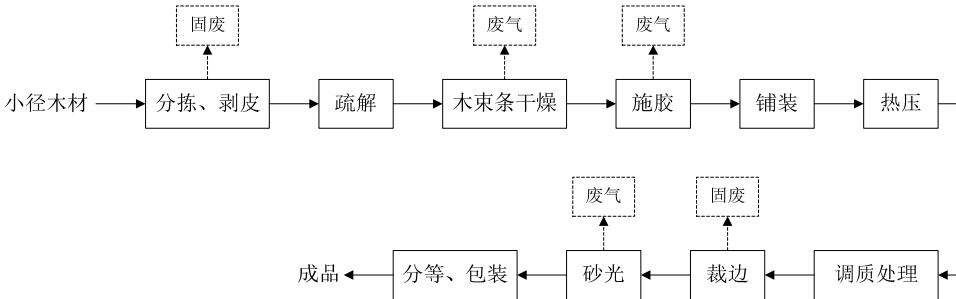 固废
废气
废气
小径木材
分拣、剥皮
疏解
木束条干燥
施胶
铺装
热压
废气
固废
成品
分等、包装
砂光
裁边
调质处理